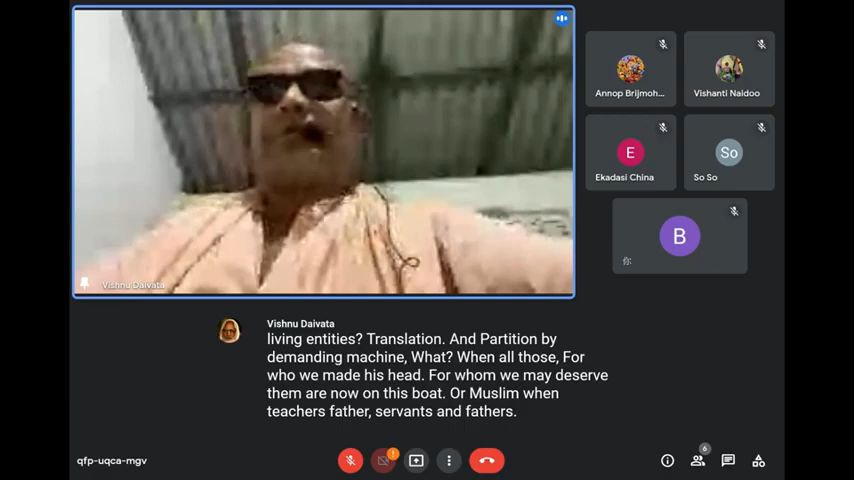 Vishnu Daivata
Annop Brijmoh...
Vishanti Naidoo
E
Ekadasi China
So
So So
B
你
Vishnu Daivata
living entities? Translation. And Partition by
demanding machine, What? When all those, For
who we made his head. For whom we may deserve
them are now on this boat. Or Muslim when
teachers father, servants and fathers.
qfp-uqca-mgv
!
6